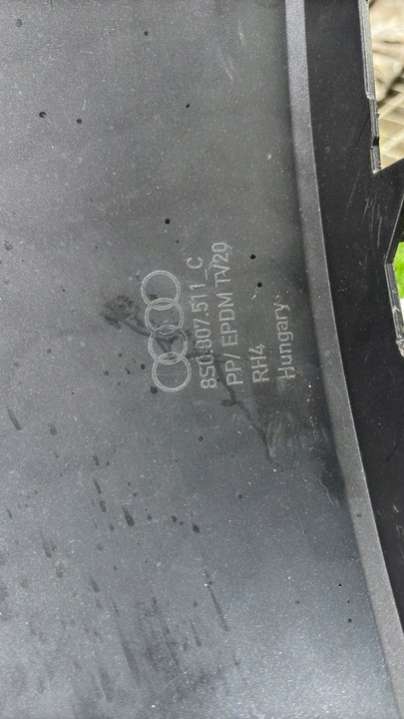 8S0.807.511_C
PP/ EPDM TV20
RH4
Hungary